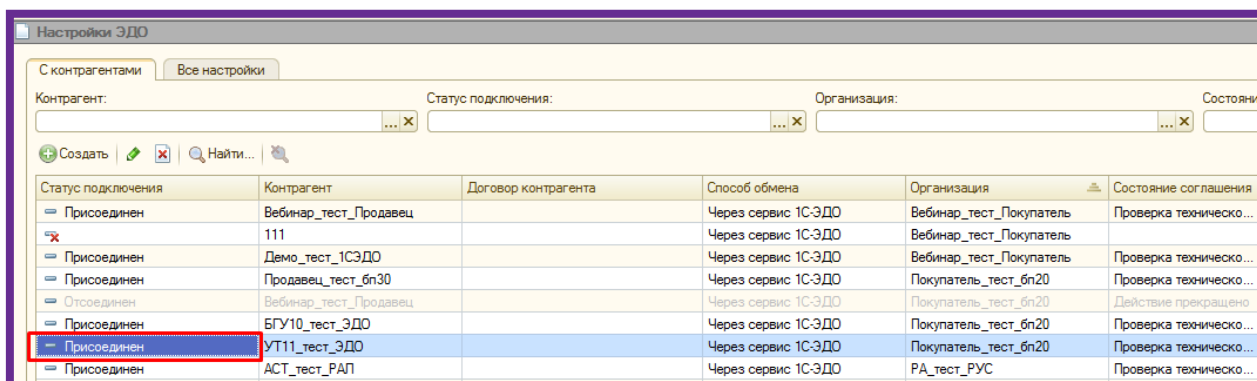 Настройки ЭДО
С контрагентами Все настройки
Контрагент: Статус подключения: Организация: Состояни
... × ... × ... ×
Создать Найти...
Статус подключения Контрагент Договор контрагента Способ обмена Организация Состояние соглашения
Присоединен Вебинар_тест_Продавец Через сервис 1С-ЭДО Вебинар_тест_Покупатель Проверка техническо...
111 Через сервис 1С-ЭДО Вебинар_тест_Покупатель
Присоединен Демо_тест_1СЭДО Через сервис 1С-ЭДО Вебинар_тест_Покупатель Проверка техническо...
Присоединен Продавец_тест_бп30 Через сервис 1С-ЭДО Покупатель_тест_бп20 Проверка техническо...
Отсоединен Вебинар_тест_Продавец Через сервис 1С-ЭДО Покупатель_тест_бп20 Действие прекращено
Присоединен БГУ10_тест_ЭДО Через сервис 1С-ЭДО Покупатель_тест_бп20 Проверка техническо...
Присоединен УТ11_тест_ЭДО Через сервис 1С-ЭДО Покупатель_тест_бп20 Проверка техническо...
Присоединен АСТ_тест_РАП Через сервис 1С-ЭДО РА_тест_РУС Проверка техническо...